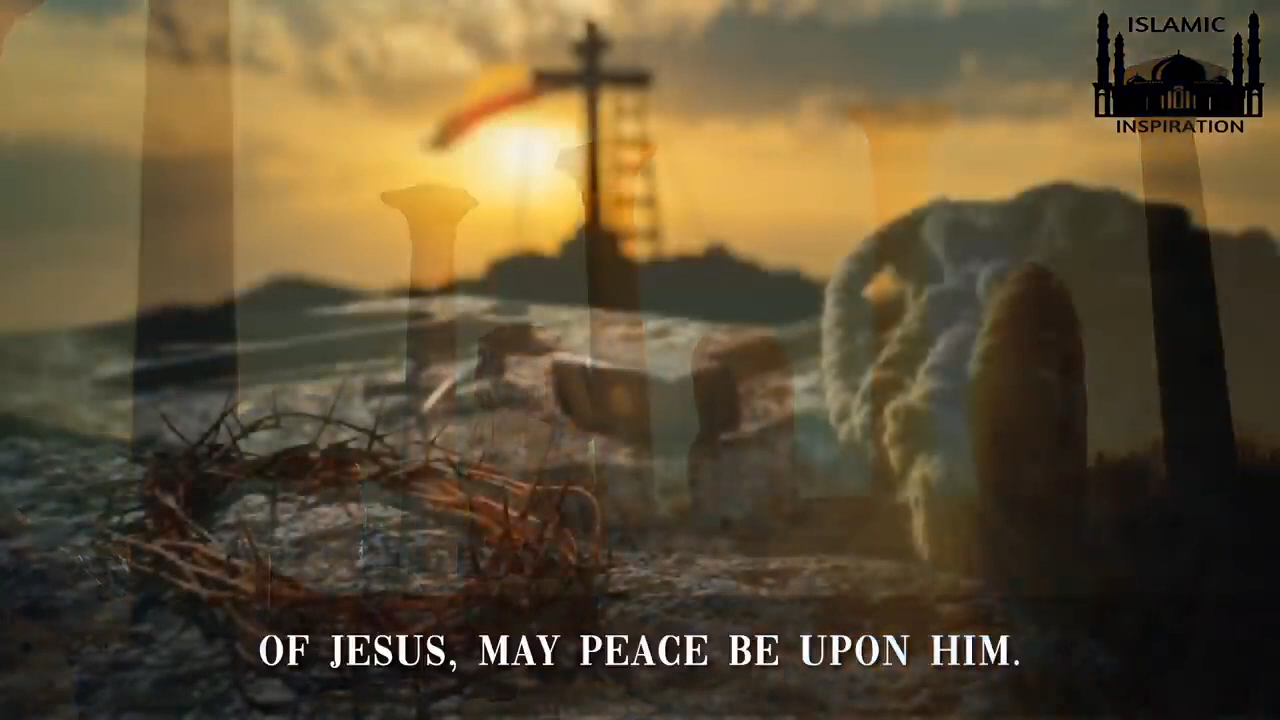 ISLAMIC
INSPIRATION
OF JESUS, MAY PEACE BE UPON HIM.